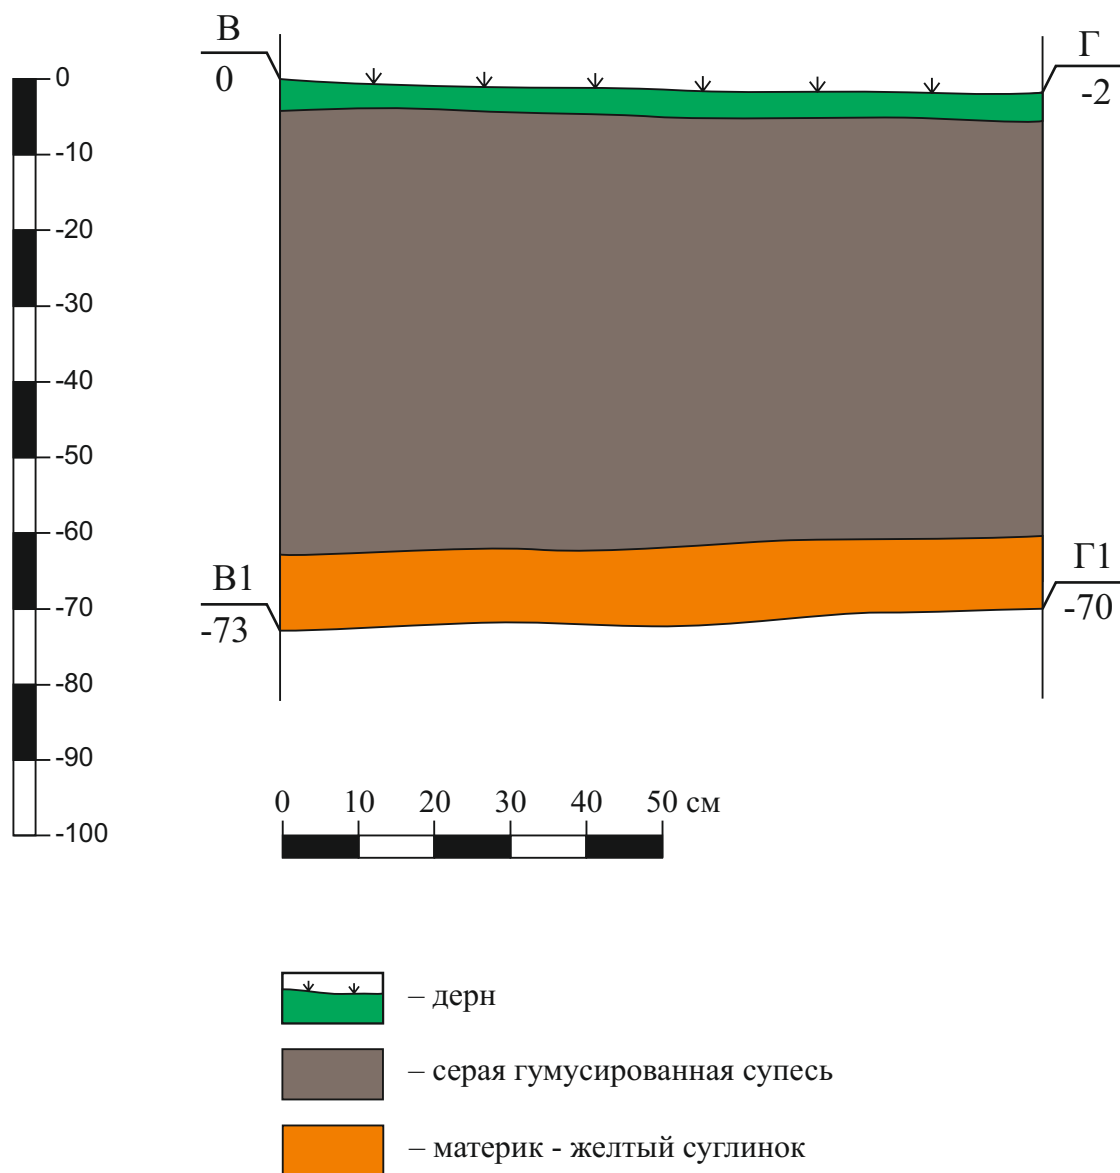 В
0
Г
-2
0
-10
-20
-30
-40
-50
-60
-70
-80
-90
-100
В1
-73
Г1
-70
0 10 20 30 40 50 см
– дерн
– серая гумусированная супесь
– материк - желтый суглинок